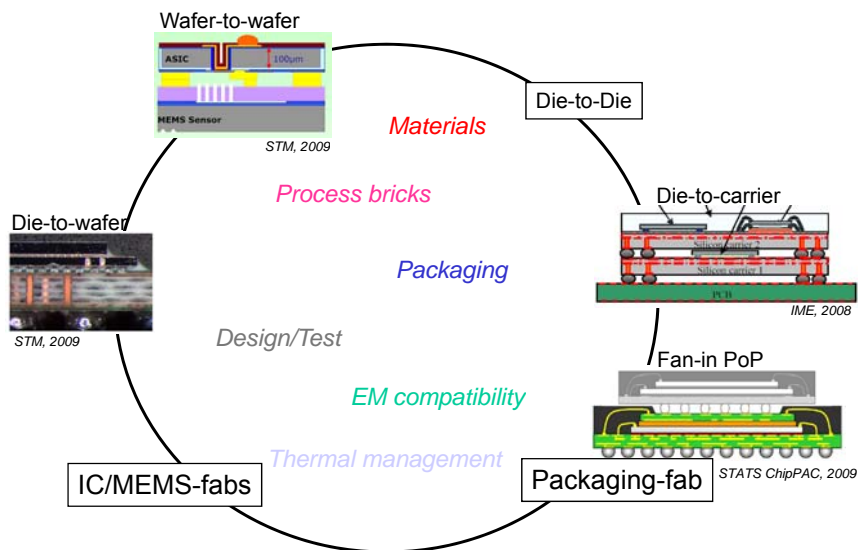 Wafer-to-wafer
ASIC
100µm
MEMS Sensor
STM, 2009
Die-to-Die
Materials
Process bricks
Die-to-carrier
Silicon carrier 2
Silicon carrier 1
PCB
IME, 2008
Die-to-wafer
STM, 2009
Packaging
Design/Test
Fan-in PoP
EM compatibility
Thermal management
STATS ChipPAC, 2009
IC/MEMS-fabs
Packaging-fab